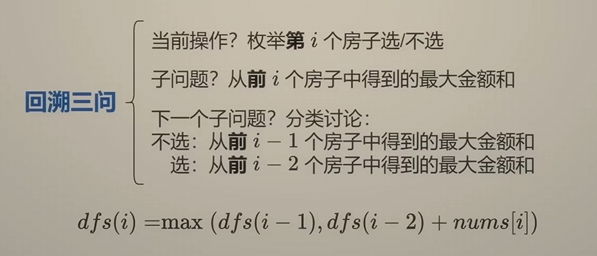 回溯三问
当前操作?枚举第 i 个房子选/不选
子问题?从前 i 个房子中得到的最大金额和
下一个子问题?分类讨论:
不选:从前 i − 1 个房子中得到的最大金额和
选:从前 i − 2 个房子中得到的最大金额和
dfs(i) =max (dfs(i − 1), dfs(i − 2) + nums[i])